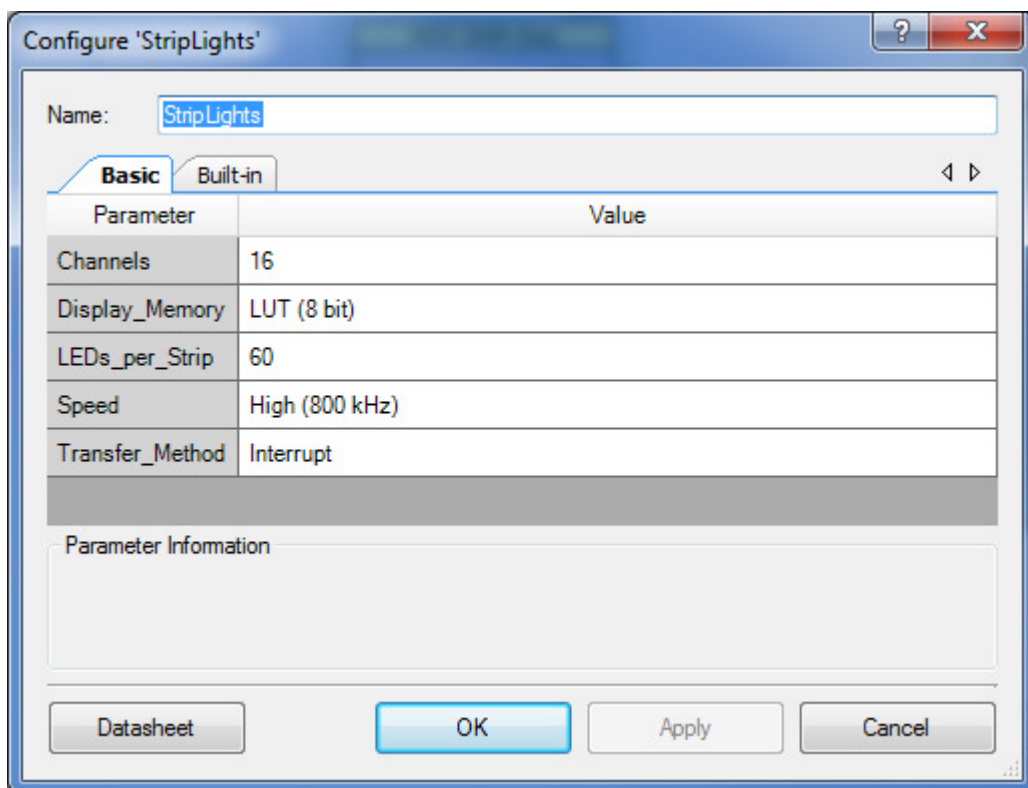 Configure 'StripLights'
?
X
Name: StripLights
Basic Built-in
Parameter Value
Channels 16
Display_Memory LUT (8 bit)
LEDs_per_Strip 60
Speed High (800 kHz)
Transfer_Method Interrupt
Parameter Information
Datasheet OK Apply Cancel